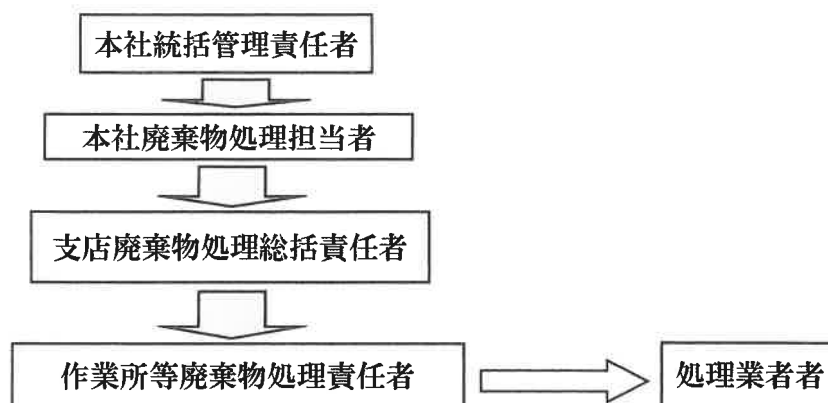 本社統括管理責任者
本社廃棄物処理担当者
支店廃棄物処理総括責任者
作業所等廃棄物処理責任者
処理業者者